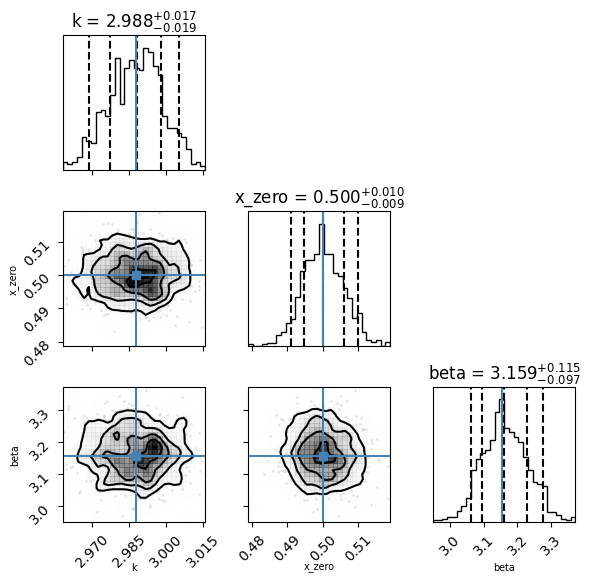 k = 2.988+0.017−0.019
x_zero = 0.500+0.010−0.009
x_zero
0.51
0.50
0.49
0.48
beta = 3.159+0.115−0.097
beta
3.3
3.2
3.1
3.0
2.970
2.985
3.000
3.015
k
0.48
0.49
0.50
0.51
x_zero
3.0
3.1
3.2
3.3
beta